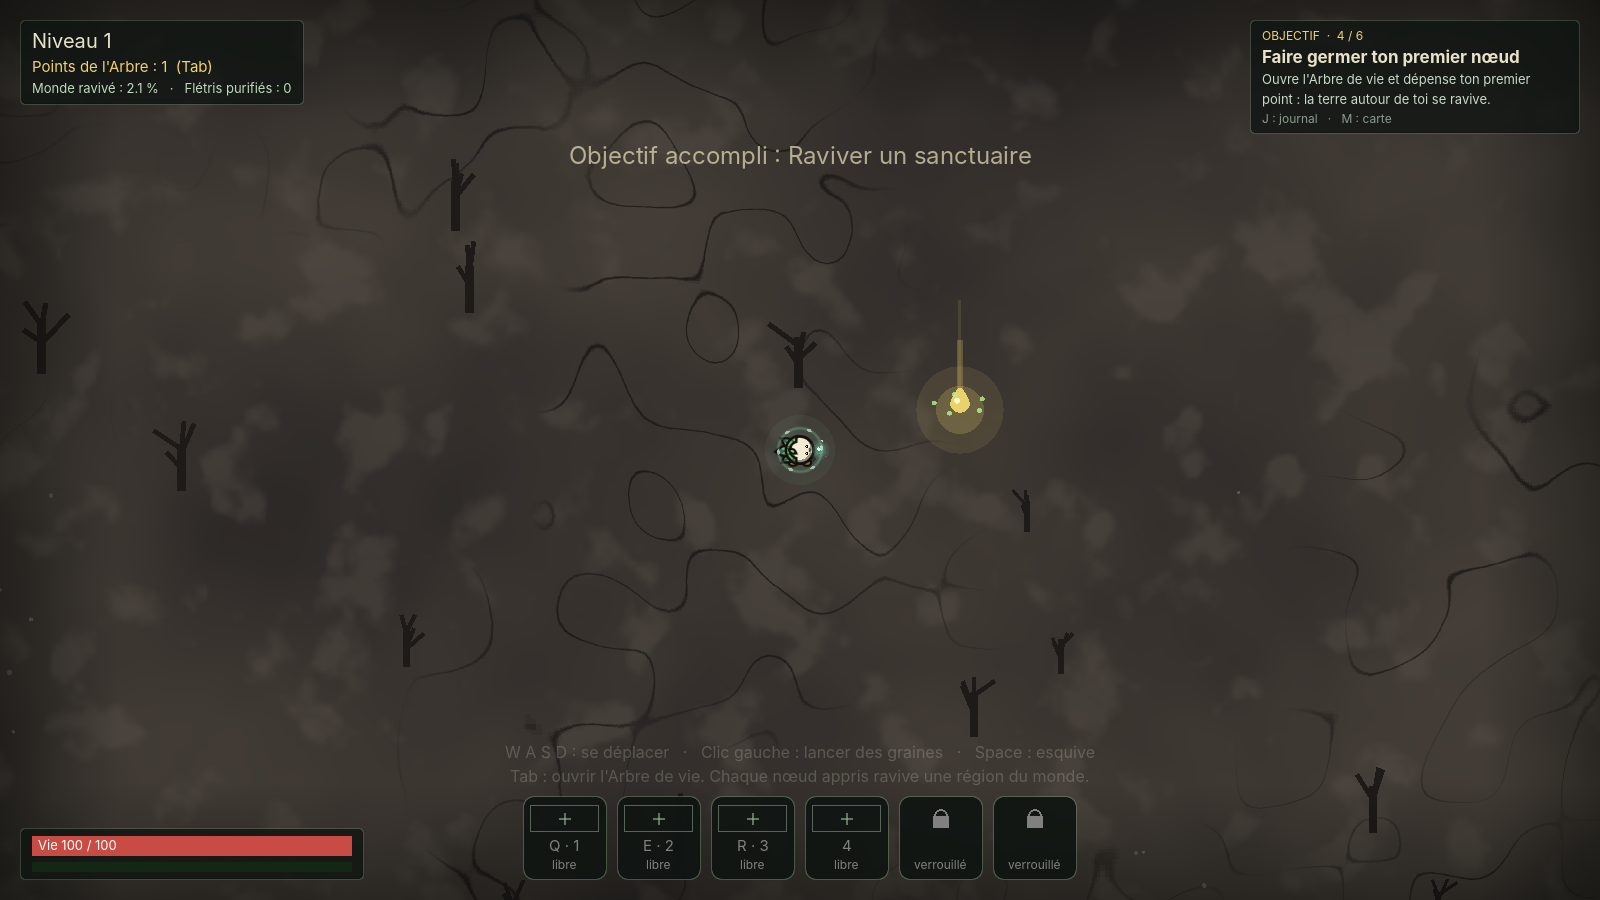 Niveau 1
Points de l'Arbre : 1 (Tab)
Monde ravivé : 2.1 % · Flétris purifiés : 0
OBJECTIF · 4 / 6
Faire germer ton premier nœud
Ouvre l'Arbre de vie et dépense ton premier
point : la terre autour de toi se ravive.
J : journal · M : carte
Objectif accompli : Raviver un sanctuaire
W A S D : se déplacer · Clic gauche : lancer des graines · Space : esquive
Tab : ouvrir l'Arbre de vie. Chaque nœud appris ravive une région du monde.
Vie 100 / 100
Q · 1
libre
E · 2
libre
R · 3
libre
4
libre
verrouillé
verrouillé